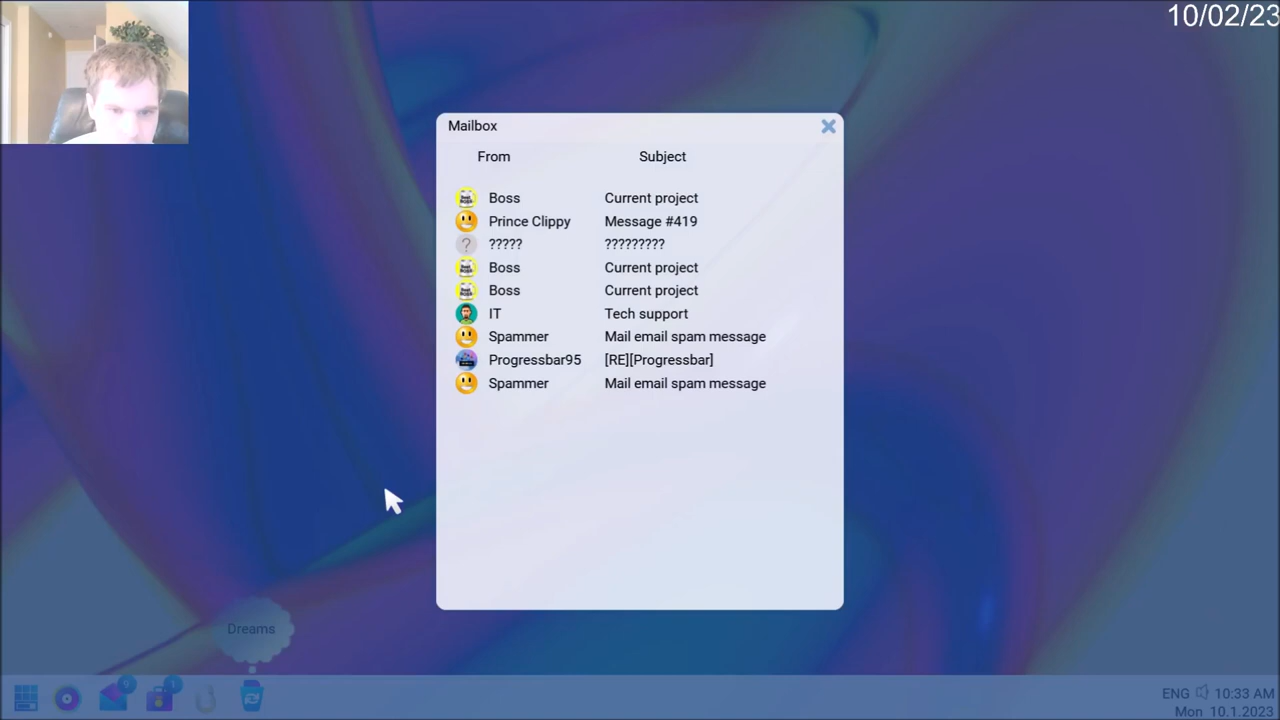 10/02/23
Mailbox
From Subject
Boss Current project
Prince Clippy Message #419
????? ?????????
Boss Current project
Boss Current project
IT Tech support
Spammer Mail email spam message
Progressbar95 [RE][Progressbar]
Spammer Mail email spam message
Dreams
ENG 10:33 AM
Mon 10.1.2023